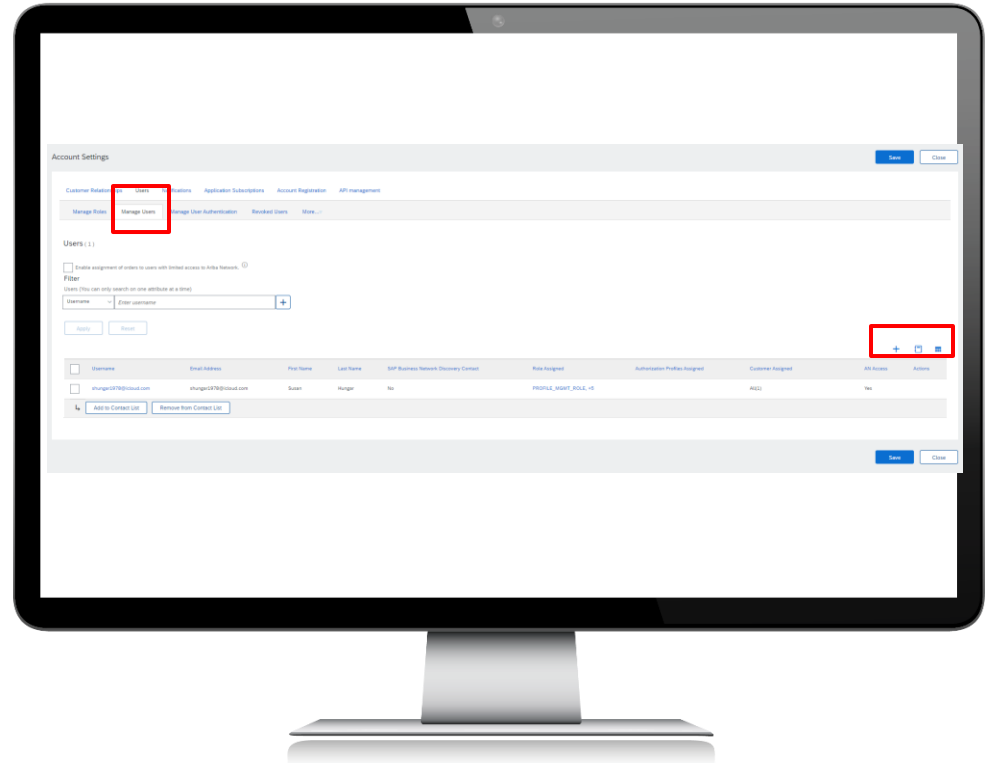 Account Settings
Save Close
Customer Relationships Users Notifications Application Subscriptions Account Registration API management
Manage Roles Manage Users Manage User Authentication Revoked Users More...
Users (1)
Enable assignment of orders to users with limited access to Ariba Network.
Filter
Users (You can only search on one attribute at a time)
Username Enter username +
Apply Reset
+
Username Email Address First Name Last Name SAP Business Network Discovery Contact Role Assigned Authorization Profiles Assigned Customer Assigned AN Access Actions
shungar1978@icloud.com shungar1978@icloud.com Susan Hungar No PROFILE_MGMT_ROLE, +5 All(1) Yes
Add to Contact List Remove from Contact List
Save Close